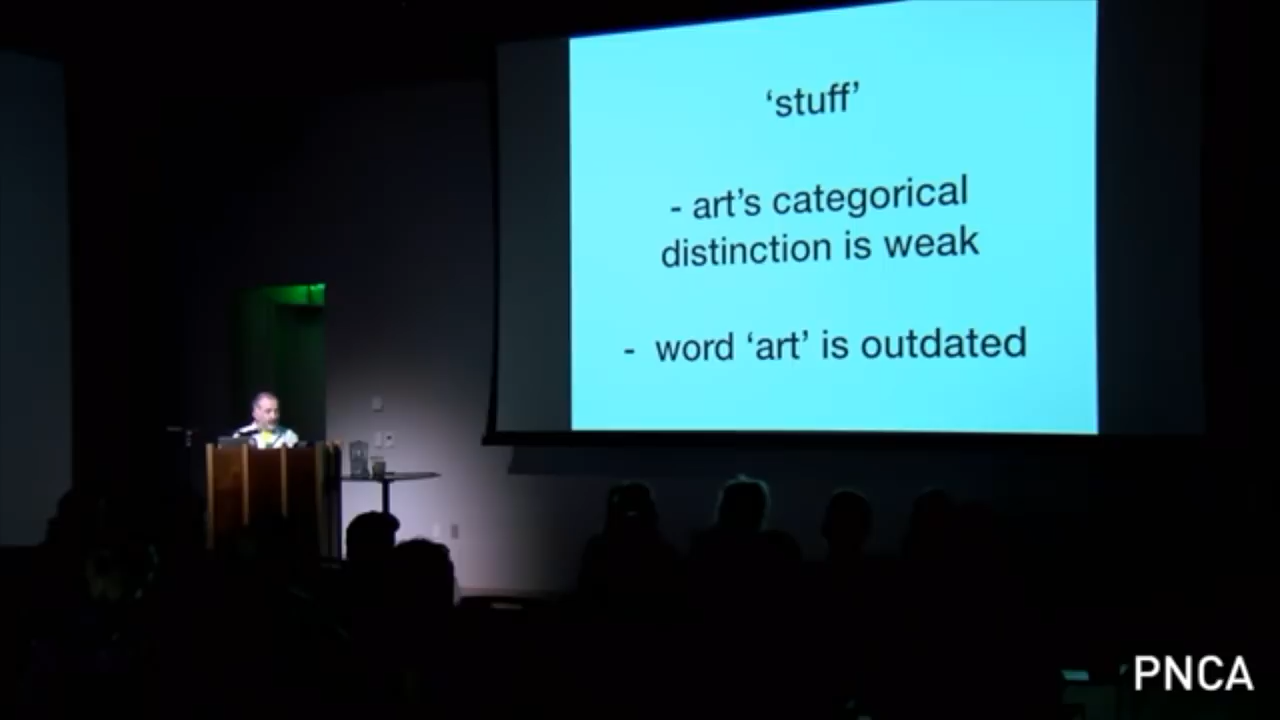 ‘stuff’
- art’s categorical
distinction is weak
- word ‘art’ is outdated
PNCA